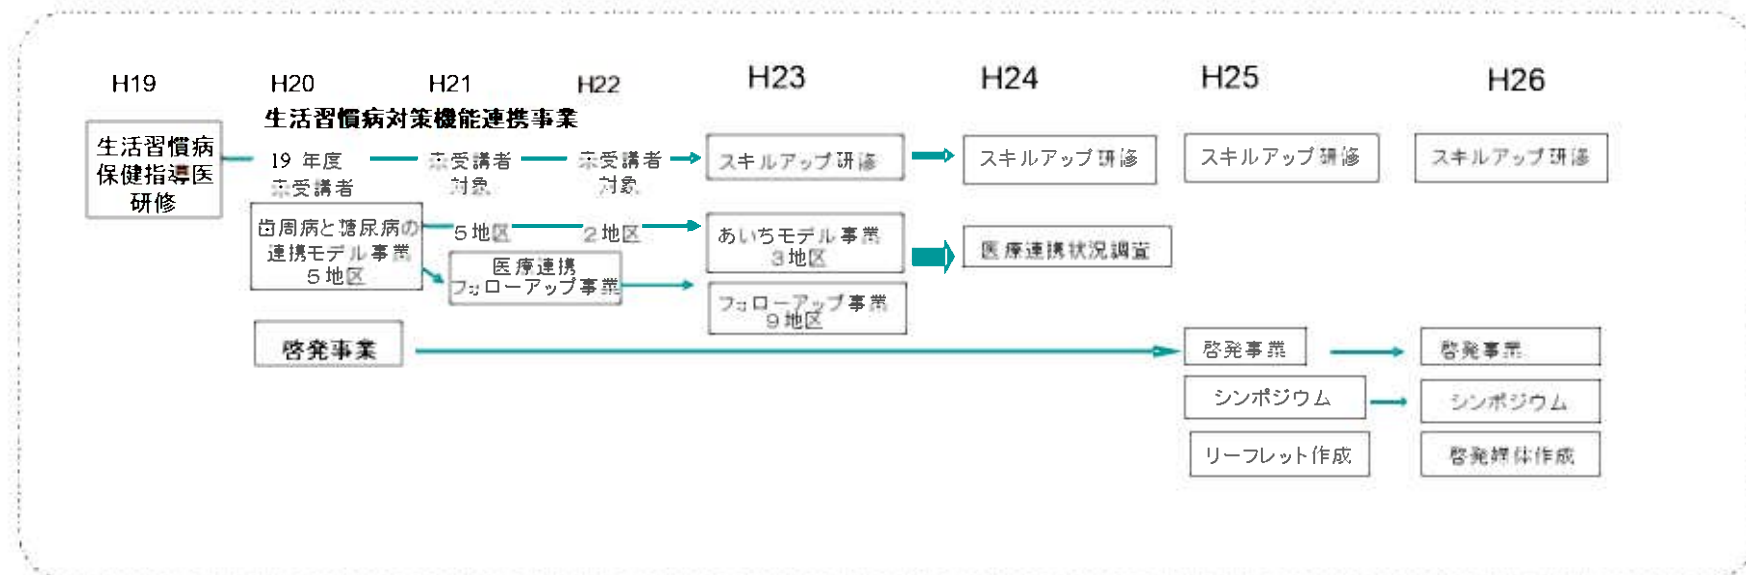 H19
H20
H21
H22
H23
H24
H25
H26
生活習慣病対策機能連携事業
生活習慣病
保健指導医
研修
19 年度
未受講者
未受講者
対象
未受講者
対象
スキルアップ研修
スキルアップ研修
スキルアップ研修
スキルアップ研修
歯周病と糖尿病の
連携モデル事業
5地区
5地区
2地区
あいちモデル事業
3地区
医療連携状況調査
医療連携
フォローアップ事業
フォローアップ事業
9地区
啓発事業
啓発事業
啓発事業
シンポジウム
シンポジウム
リーフレット作成
啓発媒体作成